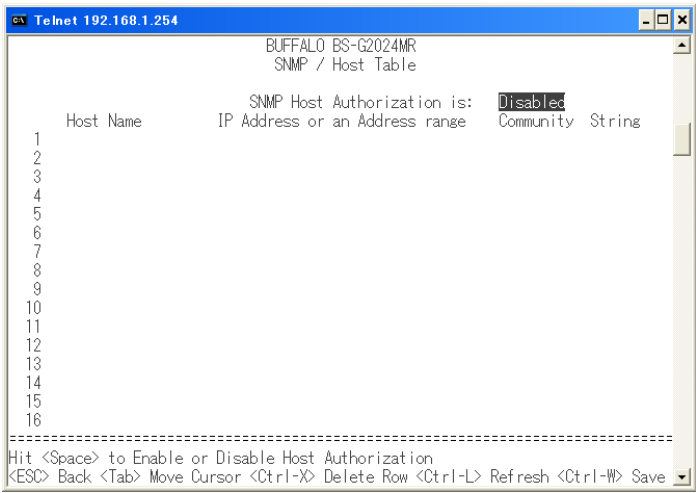 Telnet 192.168.1.254
BUFFALO BS-G2024MR
SNMP / Host Table
SNMP Host Authorization is: Disabled
Host Name IP Address or an Address range Community String
1
2
3
4
5
6
7
8
9
10
11
12
13
14
15
16
Hit <Space> to Enable or Disable Host Authorization
<ESC> Back <Tab> Move Cursor <Ctrl-X> Delete Row <Ctrl-L> Refresh <Ctrl-W> Save